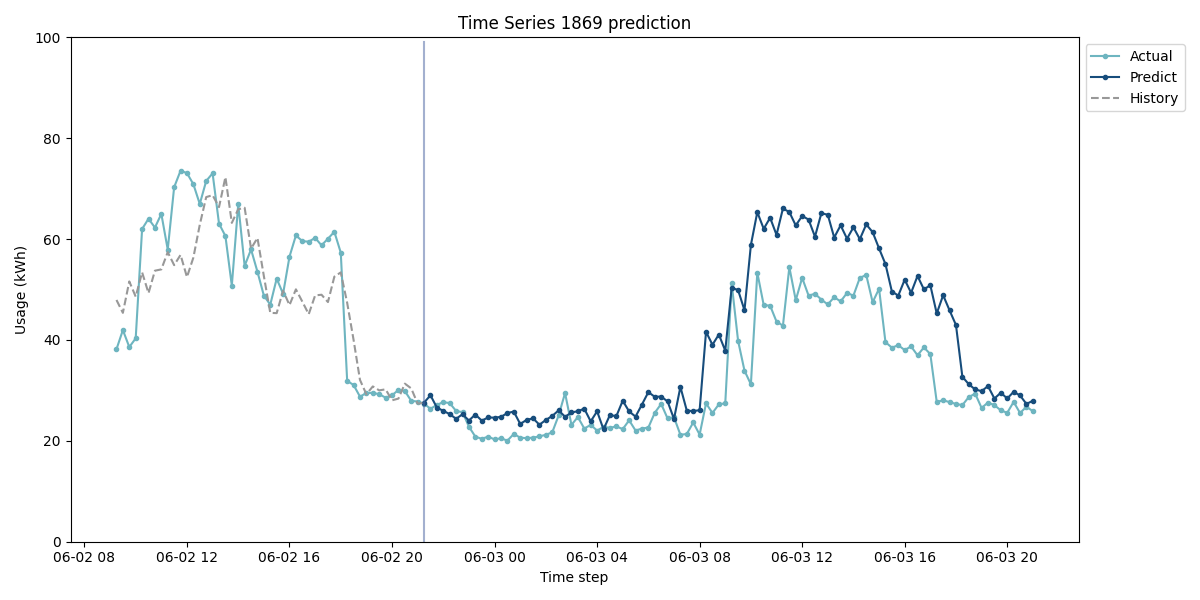 Time Series 1869 prediction
100
80
60
40
20
0
Usage (kWh)
06-02 08
06-02 12
06-02 16
06-02 20
06-03 00
06-03 04
06-03 08
06-03 12
06-03 16
06-03 20
Time step
Actual
Predict
History